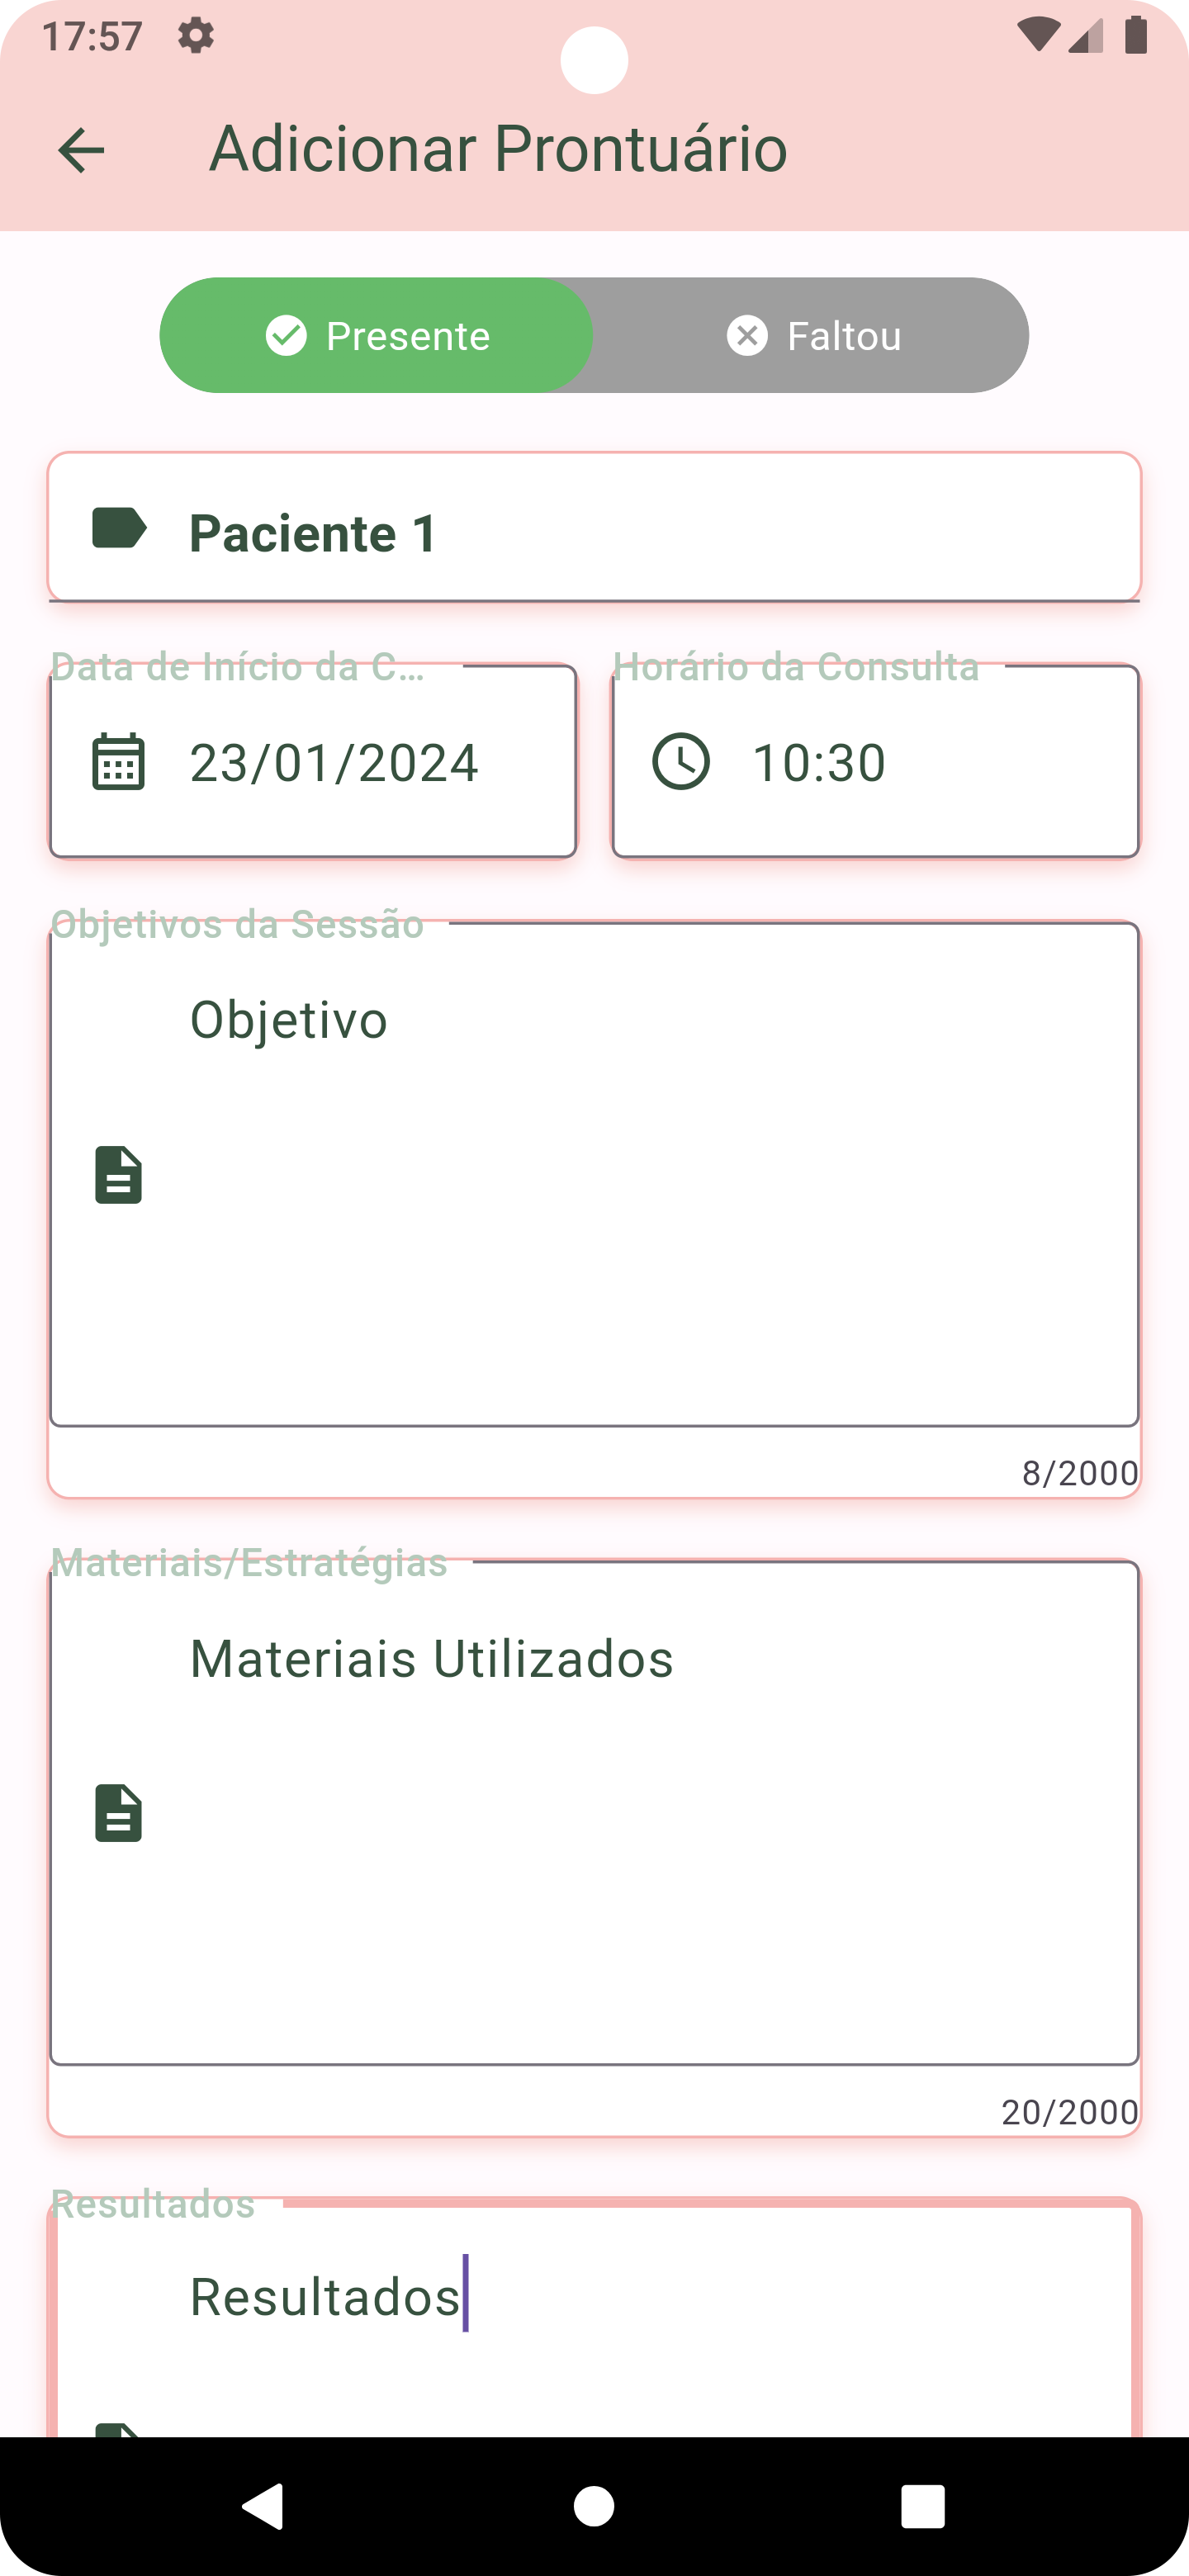 17:57
Adicionar Prontuário
Presente
Faltou
Paciente 1
Data de Início da C...
Horário da Consulta
23/01/2024
10:30
Objetivos da Sessão
Objetivo
8/2000
Materiais/Estratégias
Materiais Utilizados
20/2000
Resultados
Resultados